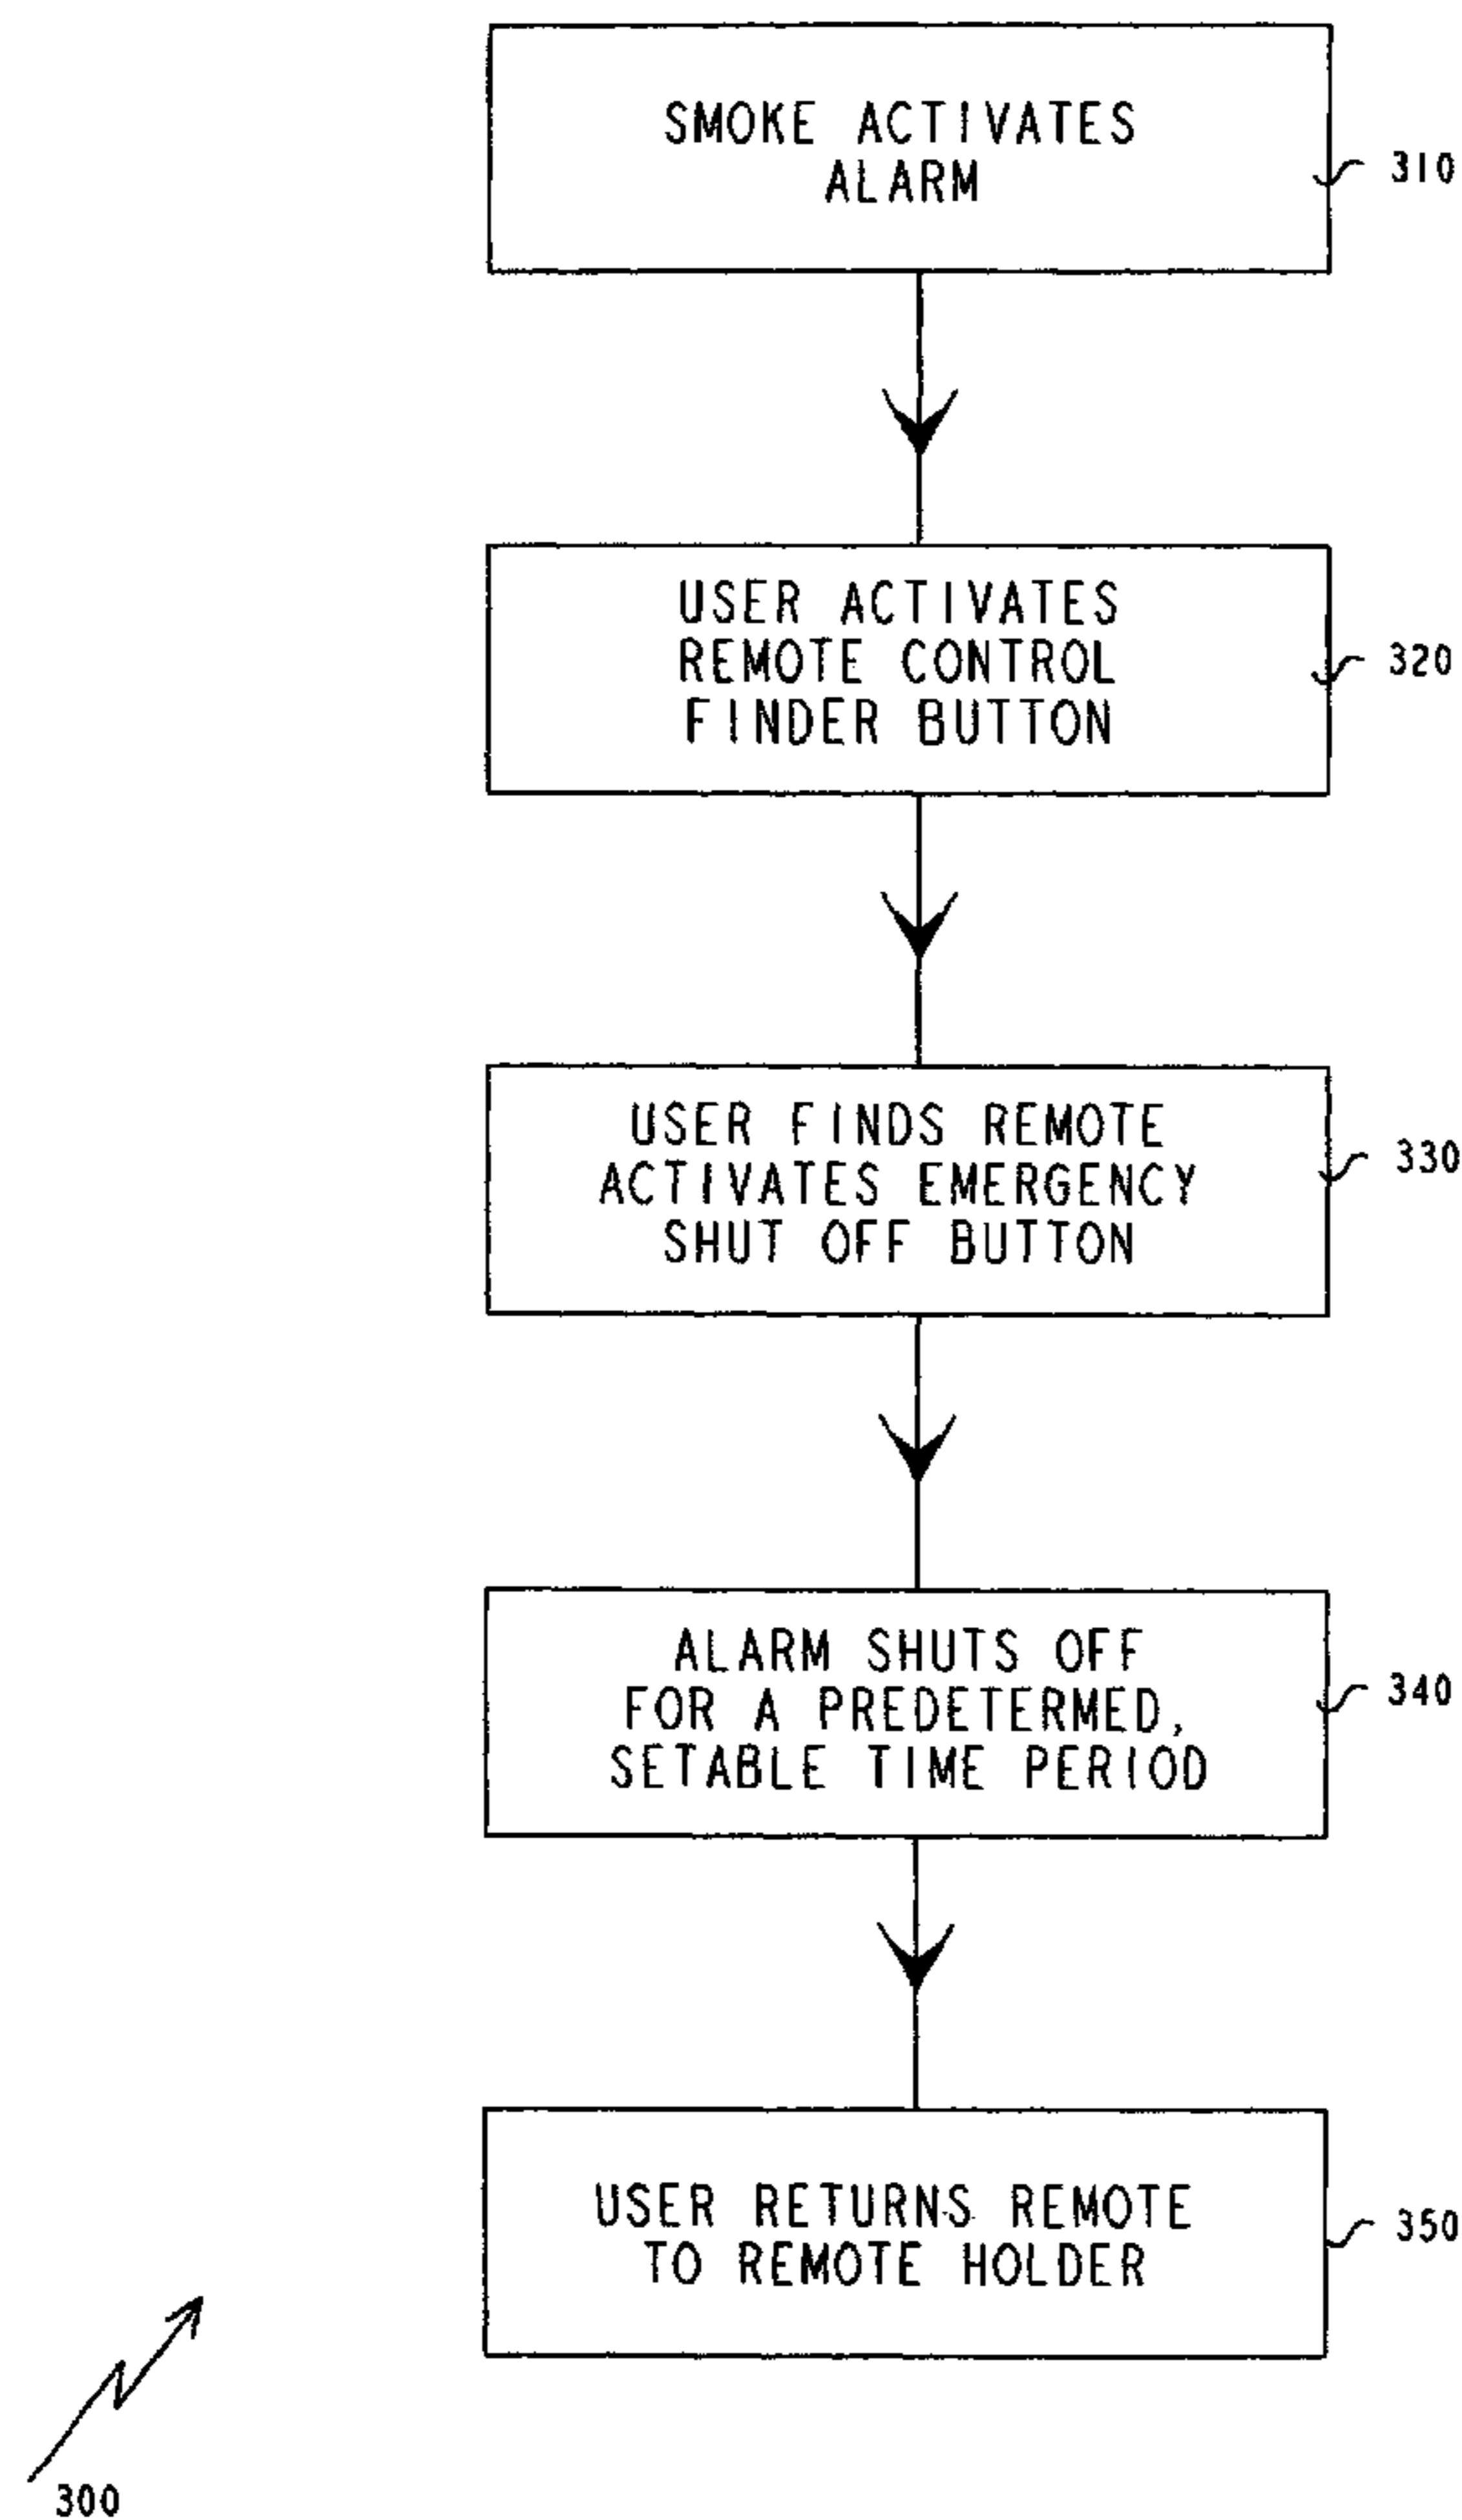 SMOKE ACTIVATES
ALARM
310
USER ACTIVATES
REMOTE CONTROL
FINDER BUTTON
320
USER FINDS REMOTE
ACTIVATES EMERGENCY
SHUT OFF BUTTON
330
ALARM SHUTS OFF
FOR A PREDETERMED,
SETABLE TIME PERIOD
340
USER RETURNS REMOTE
TO REMOTE HOLDER
350
300